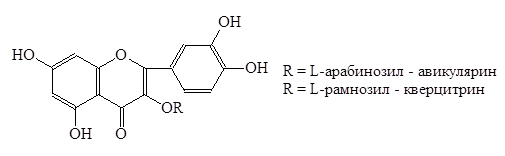 OH
HO
O
OH
R = L-арабинозил - авикулярин
R = L-рамнозил - кверцитрин
OR
OH
O